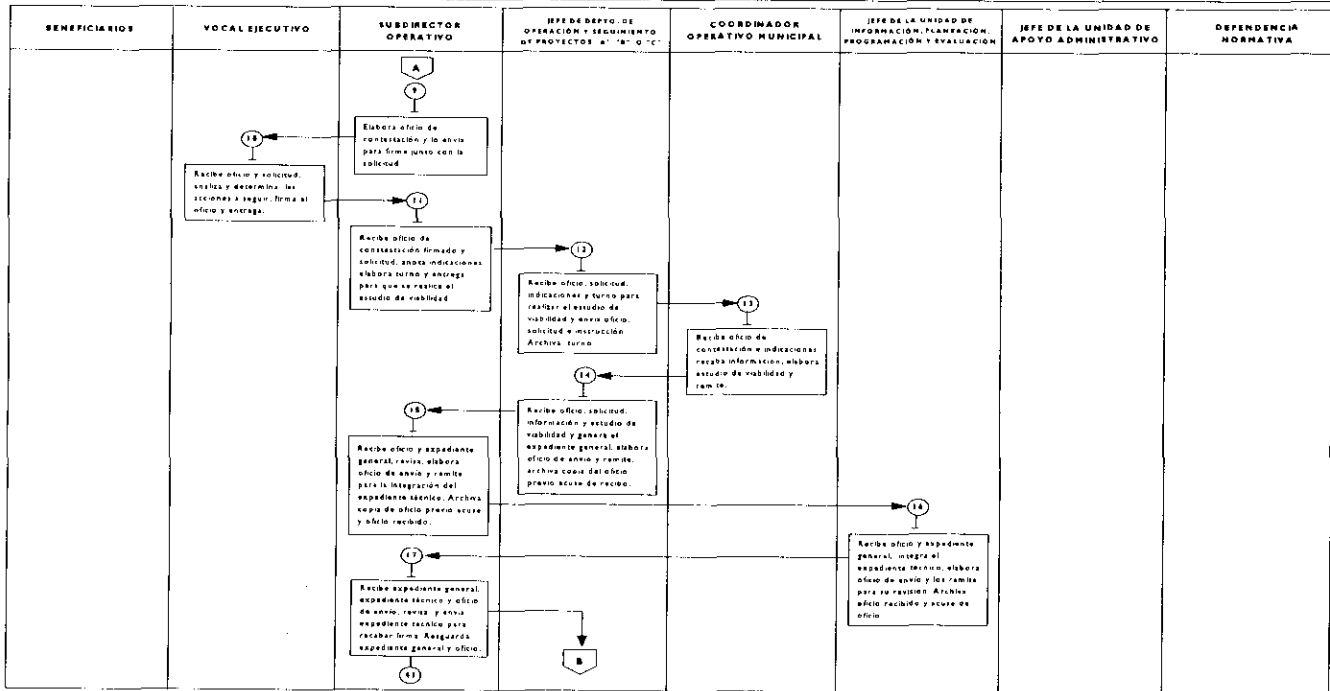 BENEFICIARIOS
VOCAL EJECUTIVO
SUBDIRECTOR
OPERATIVO
JEFE DE DEPTO. DE
OPERACIÓN Y SEGUIMIENTO
DE PROYECTOS "A" "B" O "C"
COORDINADOR
OPERATIVO MUNICIPAL
JEFE DE LA UNIDAD DE
INFORMACIÓN, PLANEACIÓN,
PROGRAMACIÓN Y EVALUACIÓN
JEFE DE LA UNIDAD DE
APOYO ADMINISTRATIVO
DEPENDENCIA
NORMATIVA
A
9
Elabora oficio de
contestación y lo envía
para firma junto con la
solicitud
10
Recibe oficio y solicitud,
analiza y determina las
acciones a seguir, firma el
oficio y entrega.
11
Recibe oficio de
constestación firmado y
solicitud, anota indicaciones
elabora turno y entrega
para que se realice el
estudio de viabilidad
12
Recibe oficio, solicitud,
indicaciones y turno para
realizar el estudio de
viabilidad y envía oficio,
solicitud e instrucción
Archiva turno
13
Recibe oficio de
contestación e indicaciones
recaba información, elabora
estudio de viabilidad y
remite.
14
Recibe oficio, solicitud,
información y estudio de
viabilidad y genera el
expediente general, elabora
oficio de envío y remite,
archiva copia del oficio
previo acuse de recibo.
15
Recibe oficio y expediente
general, revisa, elabora
oficio de envío y remite
para la integración del
expediente técnico. Archiva
copia de oficio previo acuse
y oficio recibido.
16
Recibe oficio y expediente
general, integra el
expediente técnico, elabora
oficio de envío y los remite
para su revisión. Archiva
oficio recibido y acuse de
oficio
17
Recibe expediente general,
expediente técnico y oficio
de envío, revisa y envía
expediente técnico para
recabar firma. Resguarda
expediente general y oficio.
B
41